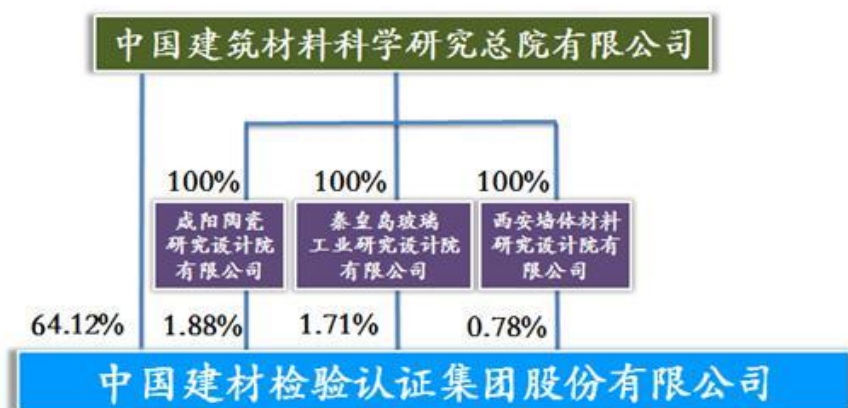 中国建筑材料科学研究总院有限公司
100%
100%
100%
咸阳陶瓷
研究设计院
有限公司
秦皇岛玻璃
工业研究设计院
有限公司
西安墙体材料
研究设计院有
限公司
64.12%
1.88%
1.71%
0.78%
中国建材检验认证集团股份有限公司